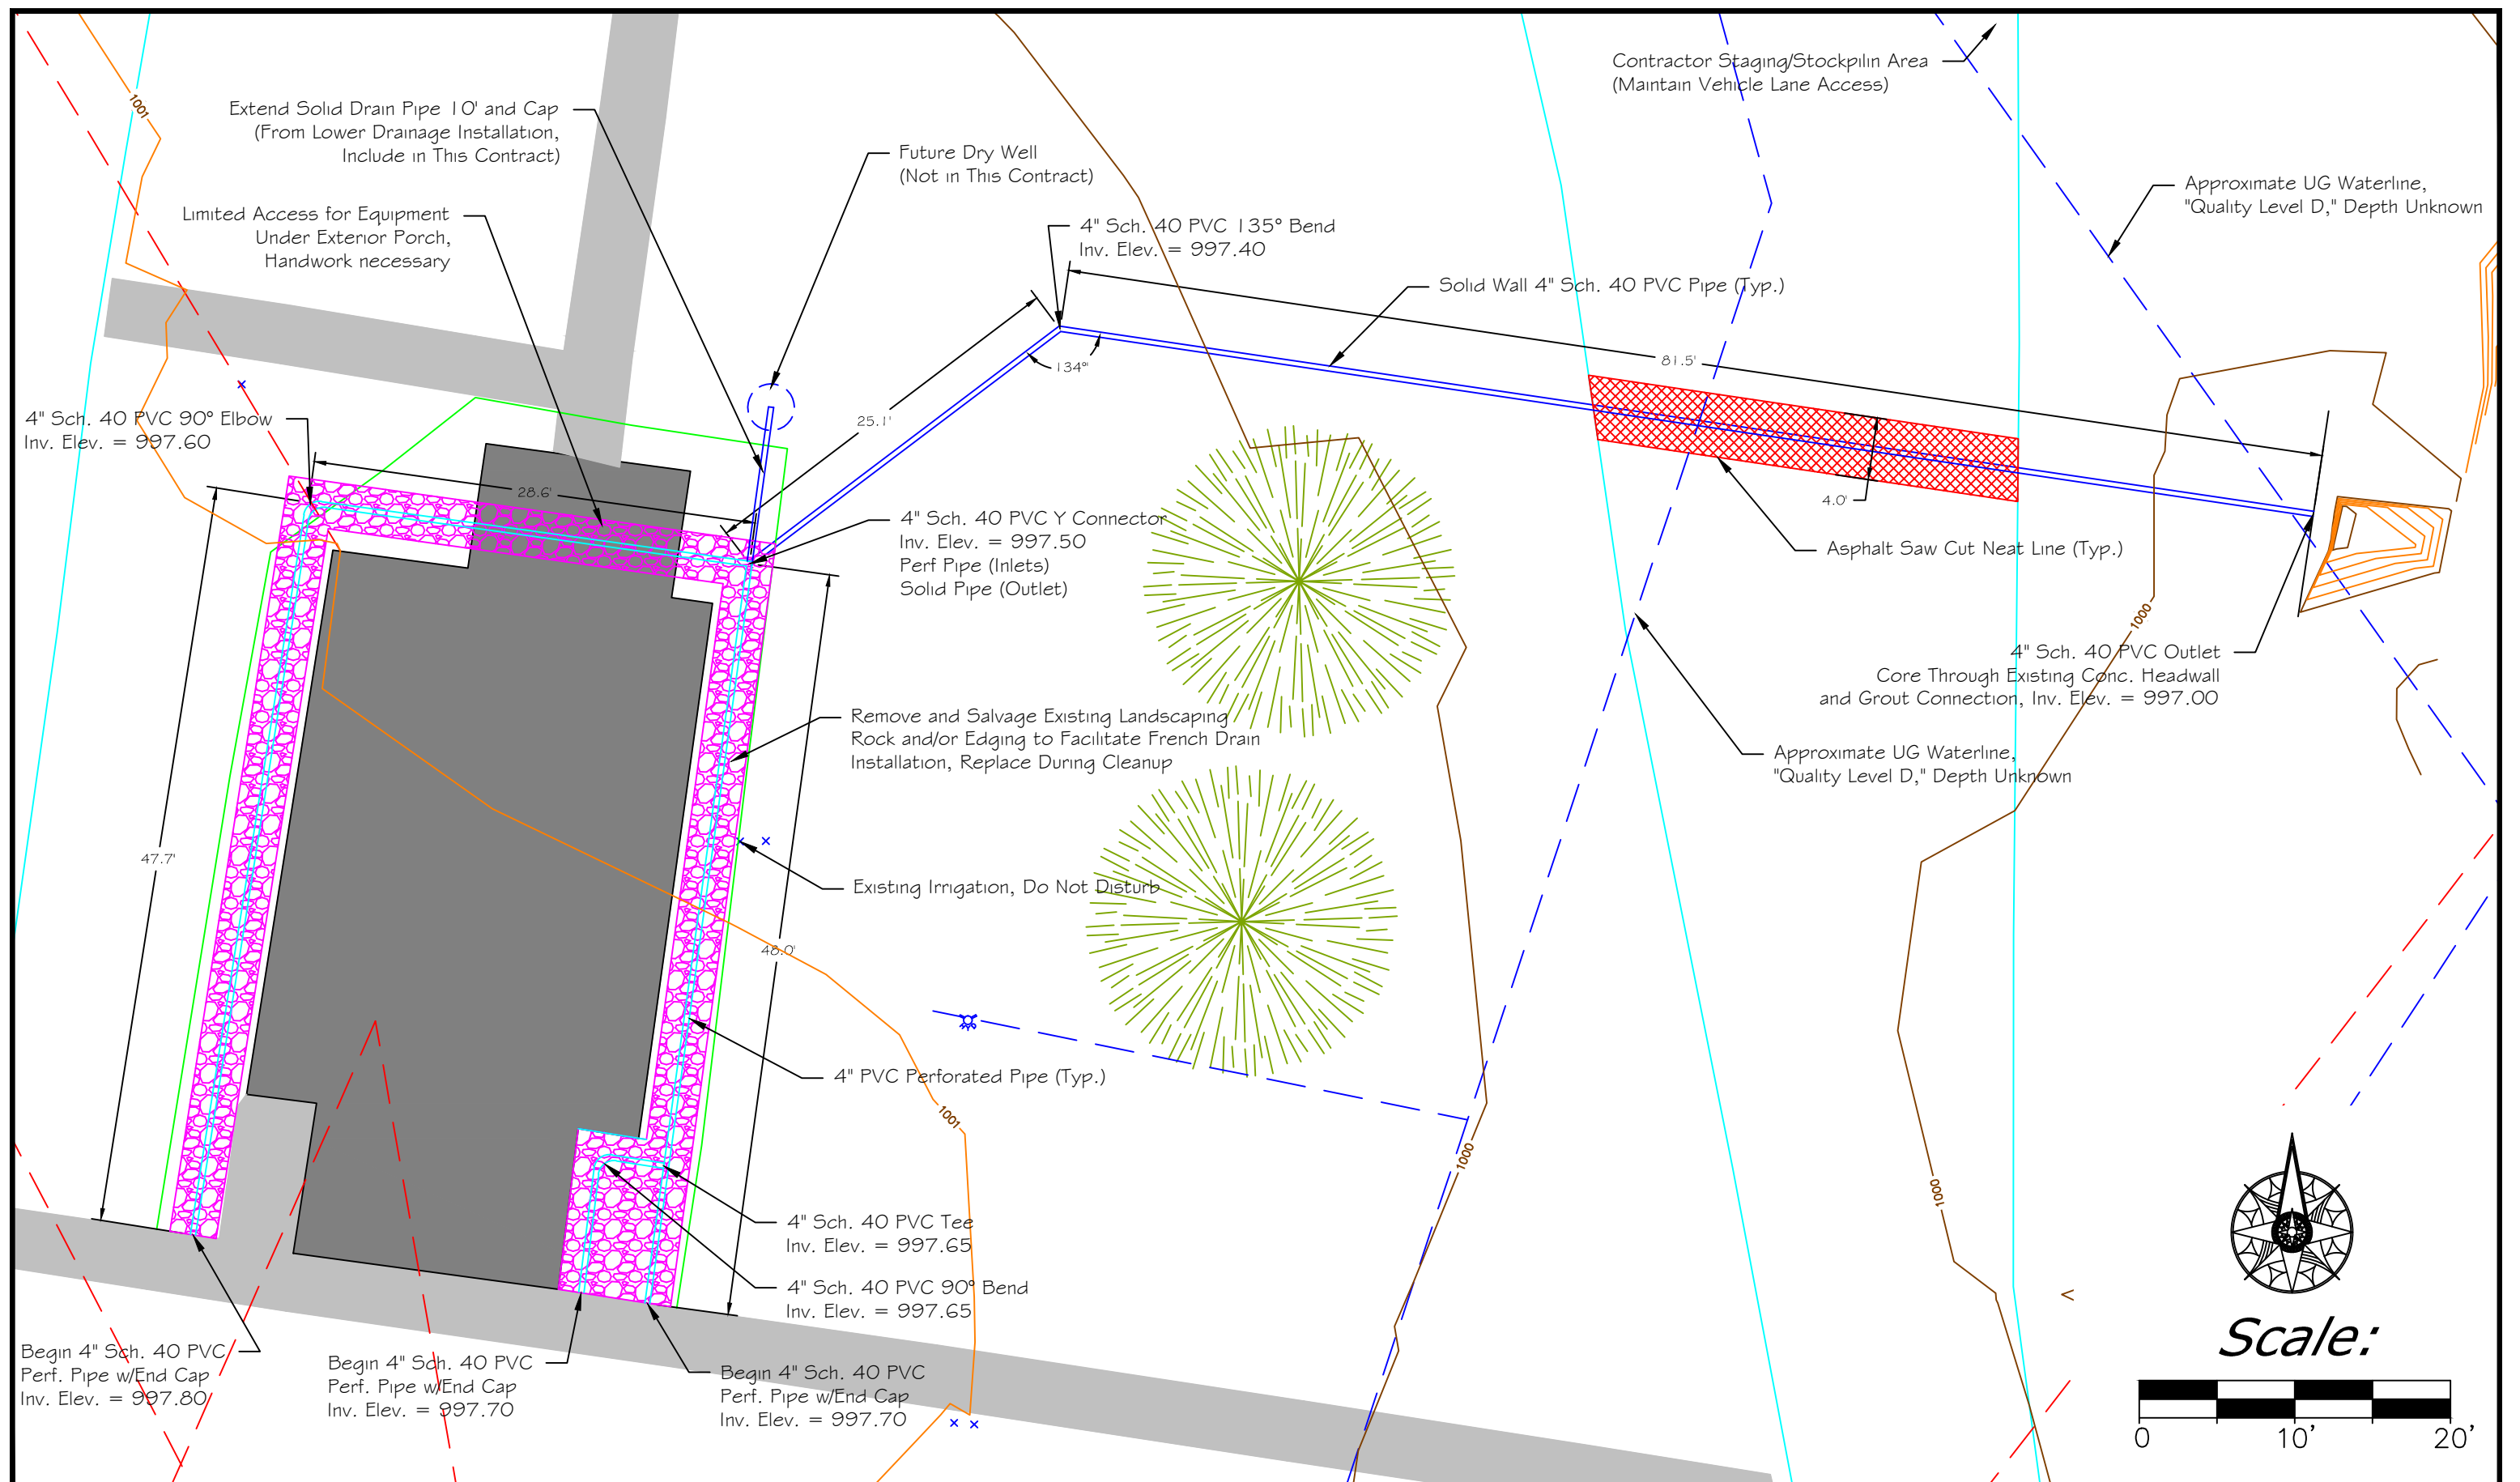 Contractor Staging/Stockpilin Area
(Maintain Vehicle Lane Access)
1001
Extend Solid Drain Pipe 10' and Cap
(From Lower Drainage Installation,
Include in This Contract)
Future Dry Well
(Not in This Contract)
Approximate UG Waterline,
"Quality Level D," Depth Unknown
Limited Access for Equipment
Under Exterior Porch,
Handwork necessary
4" Sch. 40 PVC 135° Bend
Inv. Elev. = 997.40
Solid Wall 4" Sch. 40 PVC Pipe (Typ.)
81.5'
134°
25.1'
4" Sch. 40 PVC 90° Elbow
Inv. Elev. = 997.60
28.6'
4.0'
4" Sch. 40 PVC Y Connector
Inv. Elev. = 997.50
Perf Pipe (Inlets)
Solid Pipe (Outlet)
Asphalt Saw Cut Neat Line (Typ.)
1000
4" Sch. 40 PVC Outlet
Core Through Existing Conc. Headwall
and Grout Connection, Inv. Elev. = 997.00
Remove and Salvage Existing Landscaping
Rock and/or Edging to Facilitate French Drain
Installation, Replace During Cleanup
Approximate UG Waterline,
"Quality Level D," Depth Unknown
47.7'
Existing Irrigation, Do Not Disturb
48.0'
4" PVC Perforated Pipe (Typ.)
1001
1000
1000
4" Sch. 40 PVC Tee
Inv. Elev. = 997.65
4" Sch. 40 PVC 90° Bend
Inv. Elev. = 997.65
Begin 4" Sch. 40 PVC
Perf. Pipe w/End Cap
Inv. Elev. = 997.80
Begin 4" Sch. 40 PVC
Perf. Pipe w/End Cap
Inv. Elev. = 997.70
Begin 4" Sch. 40 PVC
Perf. Pipe w/End Cap
Inv. Elev. = 997.70
Scale:
0 10' 20'